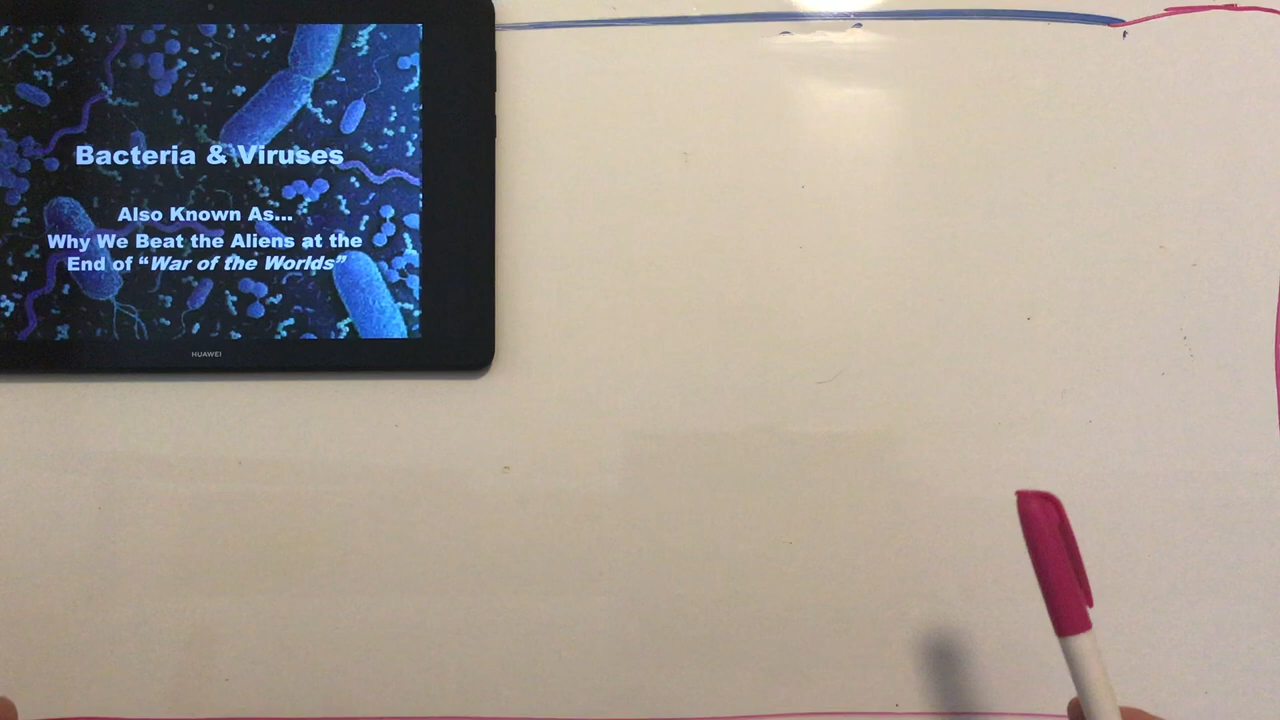 Bacteria & Viruses
Also Known As...
Why We Beat the Aliens at the
End of “War of the Worlds”
HUAWEI